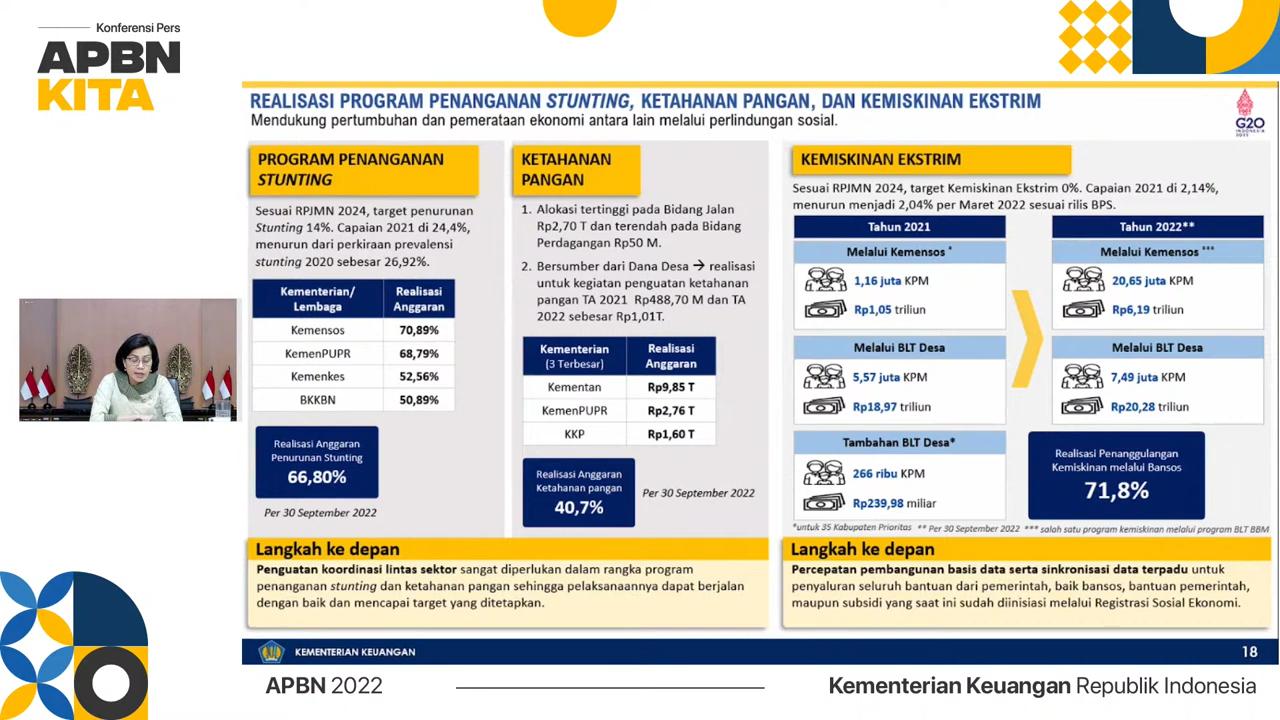 Konferensi Pers
APBN
KITA
REALISASI PROGRAM PENANGANAN STUNTING, KETAHANAN PANGAN, DAN KEMISKINAN EKSTRIM
Mendukung pertumbuhan dan pemerataan ekonomi antara lain melalui perlindungan sosial.
G20
PROGRAM PENANGANAN
STUNTING
Sesuai RPJMN 2024, target penurunan
Stunting 14%. Capaian 2021 di 24,4%,
menurun dari perkiraan prevalensi
stunting 2020 sebesar 26,92%.
Kementerian/ Lembaga Realisasi Anggaran
Kemensos 70,89%
KemenPUPR 68,79%
Kemenkes 52,56%
BKKBN 50,89%
Realisasi Anggaran
Penurunan Stunting
66,80%
Per 30 September 2022
KETAHANAN
PANGAN
1. Alokasi tertinggi pada Bidang Jalan
Rp2,70 T dan terendah pada Bidang
Perdagangan Rp50 M.
2. Bersumber dari Dana Desa → realisasi
untuk kegiatan penguatan ketahanan
pangan TA 2021 Rp488,70 M dan TA
2022 sebesar Rp1,01T.
Kementerian (3 Terbesar) Realisasi Anggaran
Kementan Rp9,85 T
KemenPUPR Rp2,76 T
KKP Rp1,60 T
Realisasi Anggaran
Ketahanan pangan
40,7%
Per 30 September 2022
Langkah ke depan
Penguatan koordinasi lintas sektor sangat diperlukan dalam rangka program
penanganan stunting dan ketahanan pangan sehingga pelaksanaannya dapat berjalan
dengan baik dan mencapai target yang ditetapkan.
KEMISKINAN EKSTRIM
Sesuai RPJMN 2024, target Kemiskinan Ekstrim 0%. Capaian 2021 di 2,14%,
menurun menjadi 2,04% per Maret 2022 sesuai rilis BPS.
Tahun 2021
Melalui Kemensos *
1,16 juta KPM
Rp1,05 triliun
Melalui BLT Desa
5,57 juta KPM
Rp18,97 triliun
Tambahan BLT Desa*
266 ribu KPM
Rp239,98 miliar
Tahun 2022**
Melalui Kemensos ***
20,65 juta KPM
Rp6,19 triliun
Melalui BLT Desa
7,49 juta KPM
Rp20,28 triliun
Realisasi Penanggulangan
Kemiskinan melalui Bansos
71,8%
*untuk 35 Kabupaten Prioritas ** Per 30 September 2022 *** salah satu program kemiskinan melalui program BLT BBM
Langkah ke depan
Percepatan pembangunan basis data serta sinkronisasi data terpadu untuk
penyaluran seluruh bantuan dari pemerintah, baik bansos, bantuan pemerintah,
maupun subsidi yang saat ini sudah diinisiasi melalui Registrasi Sosial Ekonomi.
KEMENTERIAN KEUANGAN
18
APBN 2022
Kementerian Keuangan Republik Indonesia